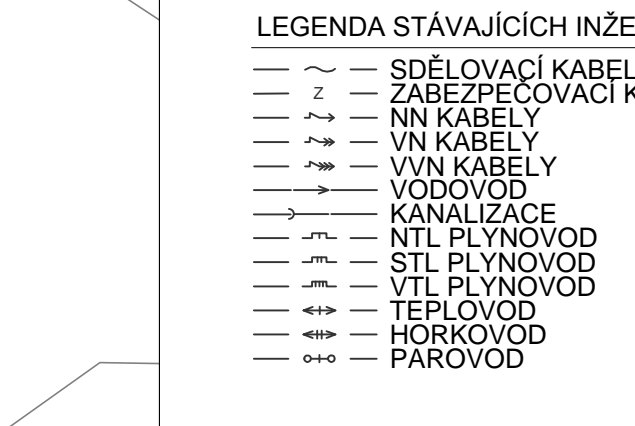 LEGENDA STÁVAJÍCÍCH INŽE
SDĚLOVACÍ KABEL
Z ZABEZPEČOVACÍ K
NN KABELY
VN KABELY
VVN KABELY
VODOVOD
KANALIZACE
NTL PLYNOVOD
STL PLYNOVOD
VTL PLYNOVOD
TEPLOVOD
HORKOVOD
PAROVOD